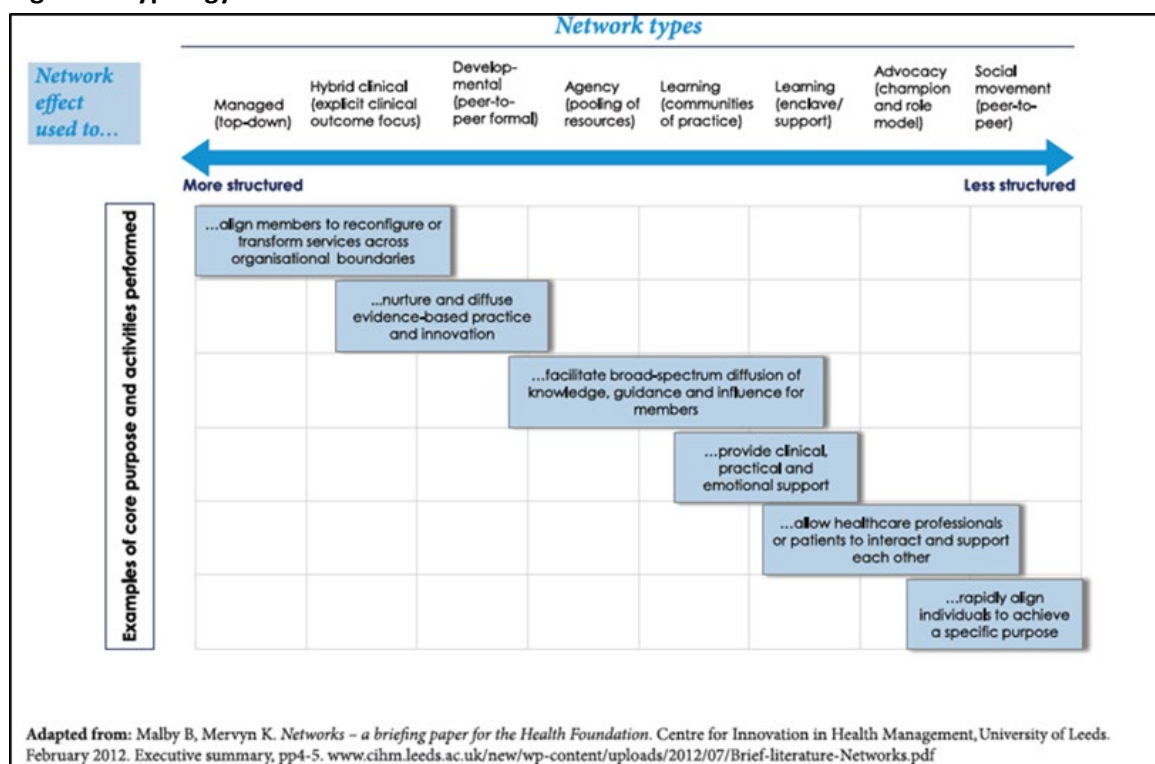 Network types
Network
effect
used to...
Managed
(top-down)
Hybrid clinical
(explicit clinical
outcome focus)
Develop-
mental
(peer-to-
peer formal)
Agency
(pooling of
resources)
Learning
(communities
of practice)
Learning
(enclave/
support)
Advocacy
(champion
and role
model)
Social
movement
(peer-to-
peer)
More structured
Less structured
Examples of core purpose and activities performed
...align members to reconfigure or
transform services across
organisational boundaries
...nurture and diffuse
evidence-based practice
and innovation
...facilitate broad-spectrum diffusion of
knowledge, guidance and influence for
members
...provide clinical,
practical and
emotional support
...allow healthcare professionals
or patients to interact and support
each other
...rapidly align
individuals to achieve
a specific purpose
Adapted from: Malby B, Mervyn K. Networks – a briefing paper for the Health Foundation. Centre for Innovation in Health Management, University of Leeds.
February 2012. Executive summary, pp4-5. www.cihm.leeds.ac.uk/new/wp-content/uploads/2012/07/Brief-literature-Networks.pdf